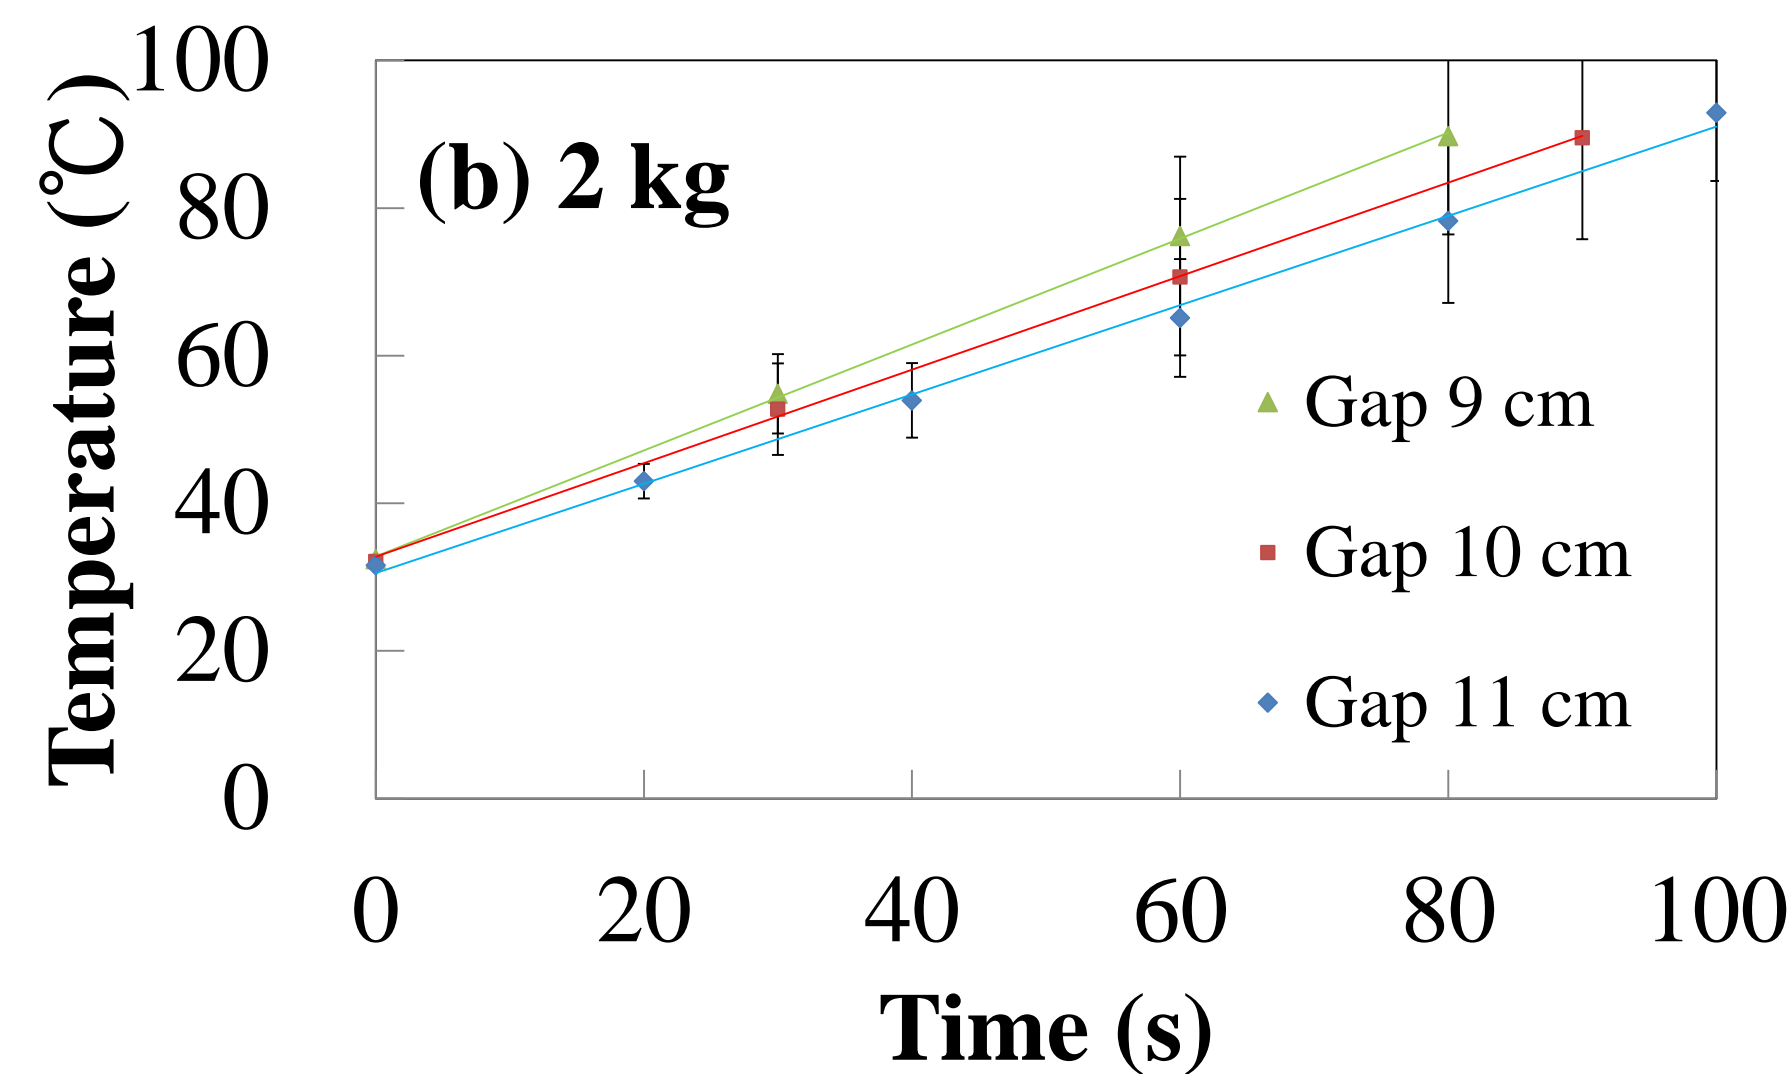 Temperature (℃)
100
80
60
40
20
0
(b) 2 kg
Gap 9 cm
Gap 10 cm
Gap 11 cm
0 20 40 60 80 100
Time (s)